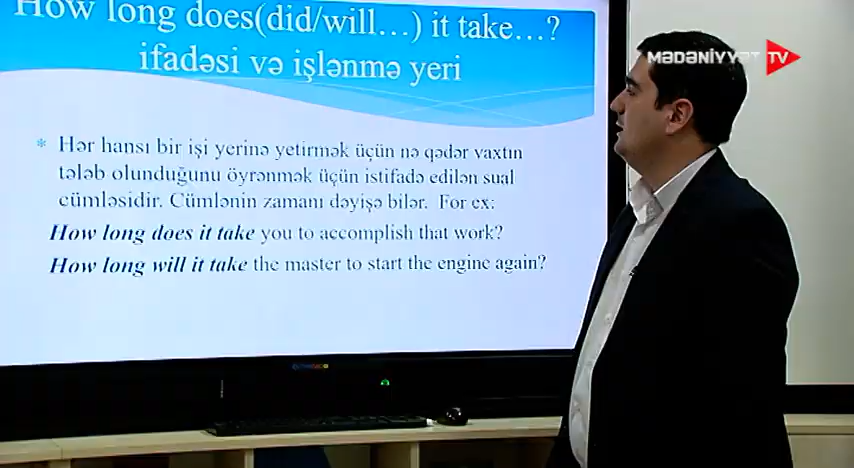 How long does(did/will…) it take…?
ifadəsi və işlənmə yeri
MƏDƏNİYYƏT TV
* Hər hansı bir işi yerinə yetirmək üçün nə qədər vaxtın
tələb olunduğunu öyrənmək üçün istifadə edilən sual
cümləsidir. Cümlənin zamanı dəyişə bilər. For ex:
How long does it take you to accomplish that work?
How long will it take the master to start the engine again?